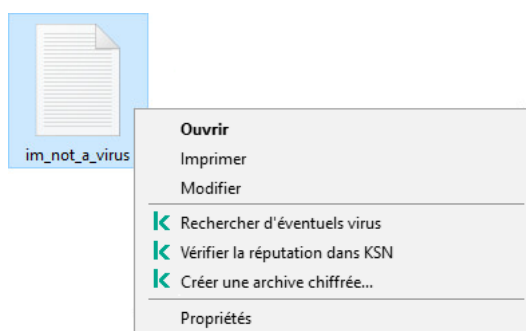 im_not_a_virus
Ouvrir
Imprimer
Modifier
Rechercher d'éventuels virus
Vérifier la réputation dans KSN
Créer une archive chiffrée...
Propriétés